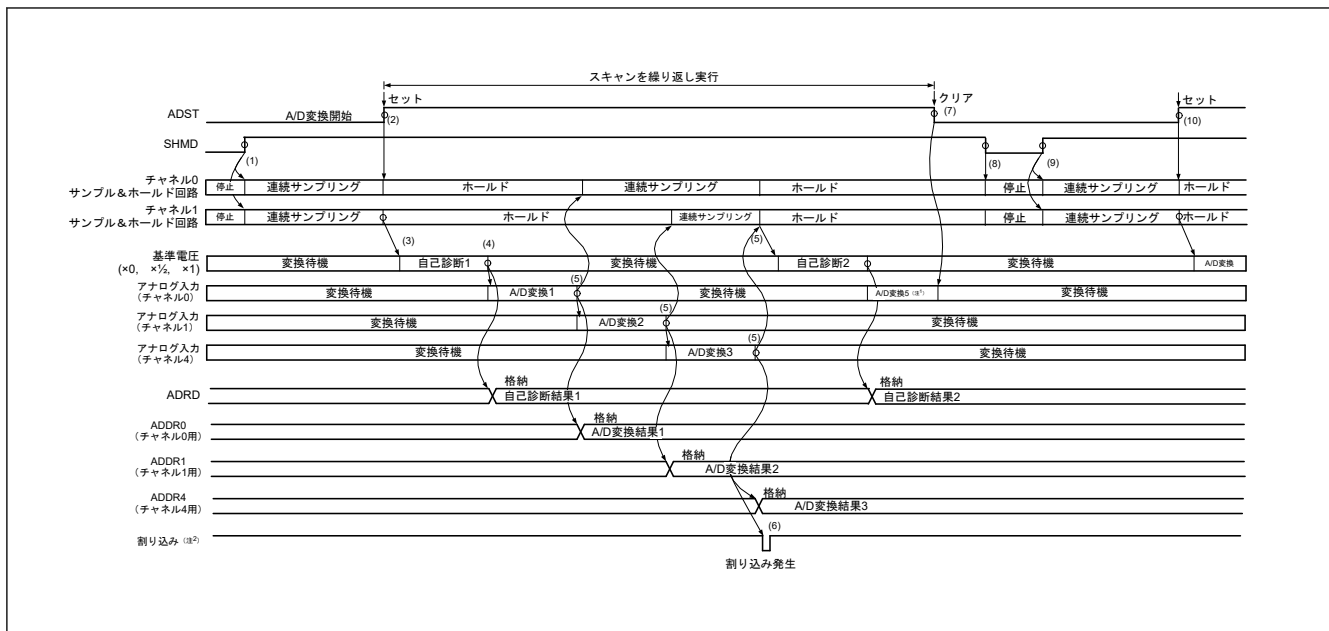 スキャンを繰り返し実行
セット クリア セット
ADST A/D変換開始 (2) (7) (10)
SHMD (1) (8) (9)
チャネル0
サンプル＆ホールド回路 停止 連続サンプリング ホールド 連続サンプリング ホールド 停止 連続サンプリング ホールド
チャネル1
サンプル＆ホールド回路 停止 連続サンプリング ホールド 連続サンプリング ホールド 停止 連続サンプリング ホールド
(3) (4) (5)
基準電圧
(×0, ×½, ×1) 変換待機 自己診断1 変換待機 自己診断2 変換待機 A/D変換
アナログ入力
（チャネル0） 変換待機 A/D変換1 (5) 変換待機 A/D変換5 (注1) 変換待機
アナログ入力
（チャネル1） 変換待機 A/D変換2 (5) 変換待機
アナログ入力
（チャネル4） 変換待機 A/D変換3 (5) 変換待機
ADRD 格納 自己診断結果1 格納 自己診断結果2
ADDR0
（チャネル0用） 格納 A/D変換結果1
ADDR1
（チャネル1用） 格納 A/D変換結果2
ADDR4
（チャネル4用） 格納 A/D変換結果3
割り込み (注2) (6)
割り込み発生